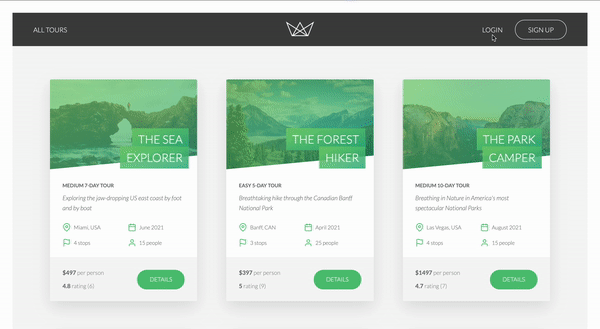 ALL TOURS
LOGIN
SIGN UP
THE SEA
EXPLORER
MEDIUM 7-DAY TOUR
Exploring the jaw-dropping US east coast by foot
and by boat
Miami, USA
June 2021
4 stops
15 people
$497 per person
4.8 rating (6)
DETAILS
THE FOREST
HIKER
EASY 5-DAY TOUR
Breathtaking hike through the Canadian Banff
National Park
Banff, CAN
April 2021
3 stops
25 people
$397 per person
5 rating (9)
DETAILS
THE PARK
CAMPER
MEDIUM 10-DAY TOUR
Breathing in Nature in America's most
spectacular National Parks
Las Vegas, USA
August 2021
4 stops
15 people
$1497 per person
4.7 rating (7)
DETAILS